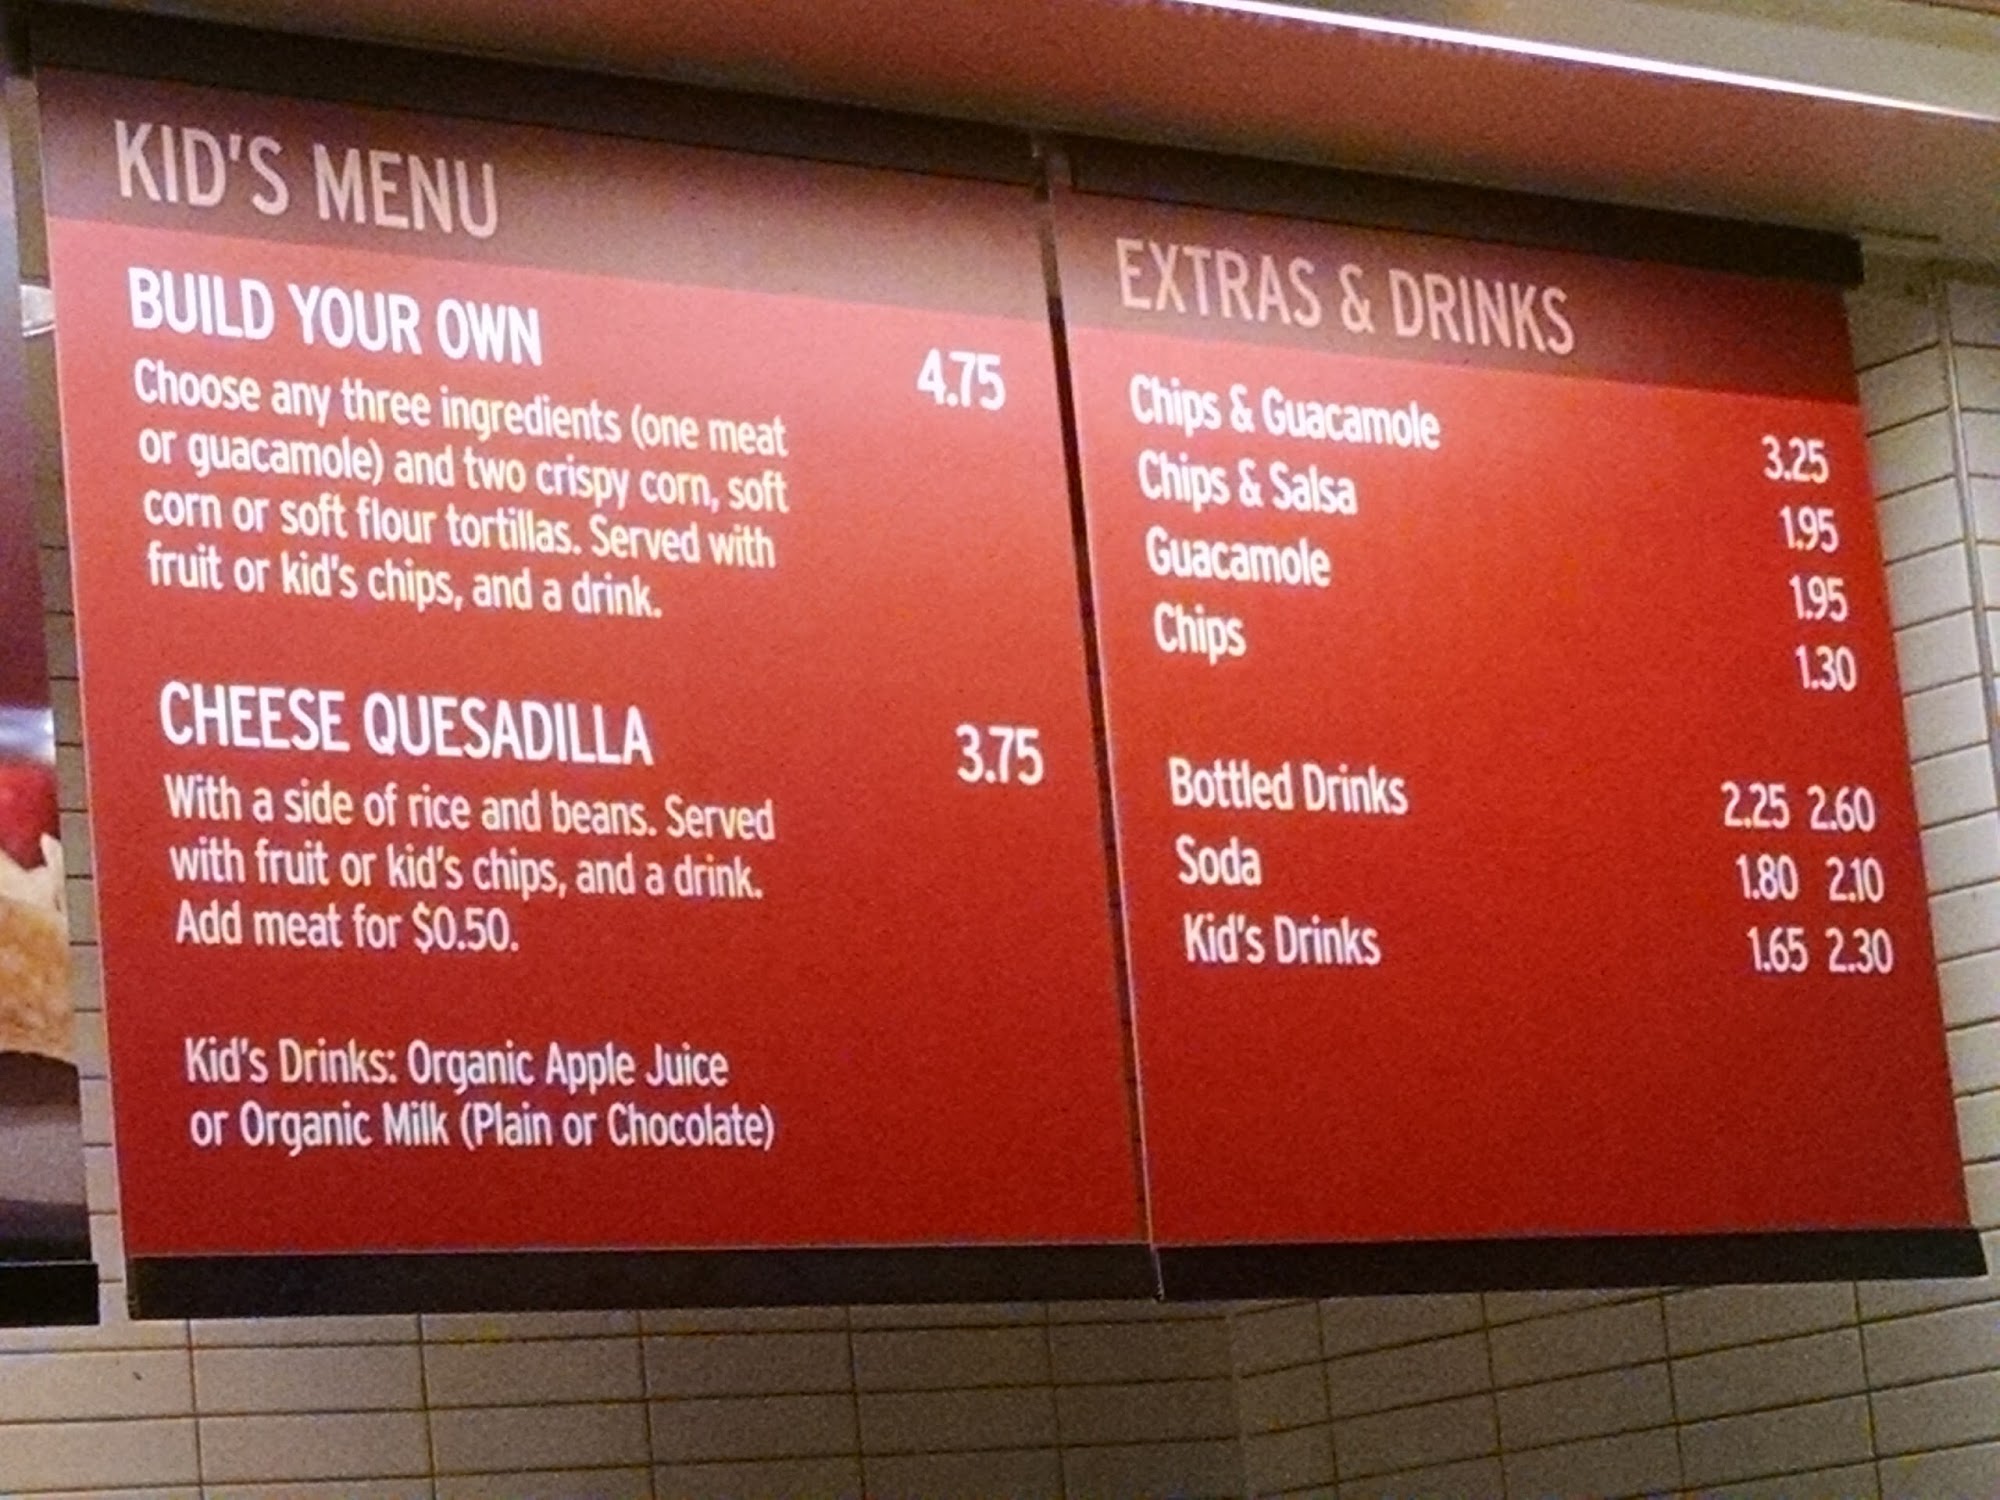 KID'S MENU
BUILD YOUR OWN 4.75
Choose any three ingredients (one meat
or guacamole) and two crispy corn, soft
corn or soft flour tortillas. Served with
fruit or kid's chips, and a drink.
CHEESE QUESADILLA 3.75
With a side of rice and beans. Served
with fruit or kid's chips, and a drink.
Add meat for $0.50.
Kid's Drinks: Organic Apple Juice
or Organic Milk (Plain or Chocolate)
EXTRAS & DRINKS
Chips & Guacamole 3.25
Chips & Salsa 1.95
Guacamole 1.95
Chips 1.30
Bottled Drinks 2.25 2.60
Soda 1.80 2.10
Kid's Drinks 1.65 2.30